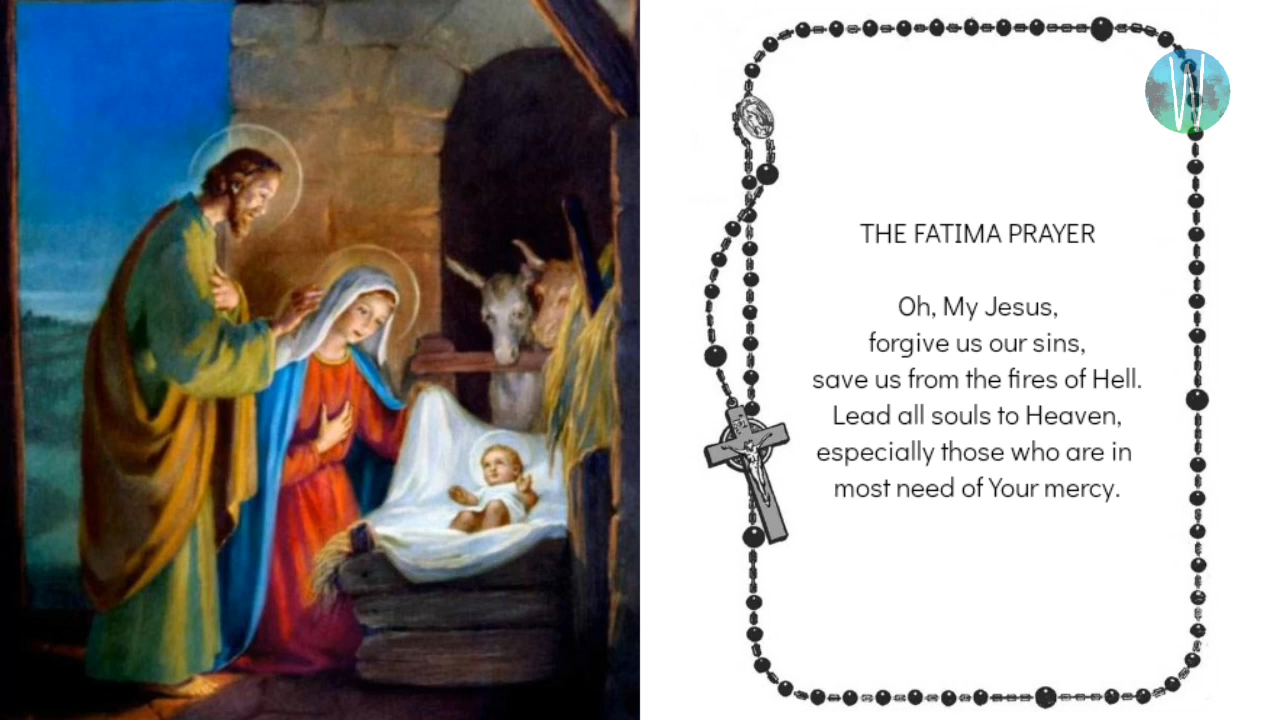 W
THE FATIMA PRAYER
Oh, My Jesus,
forgive us our sins,
save us from the fires of Hell.
Lead all souls to Heaven,
especially those who are in
most need of Your mercy.